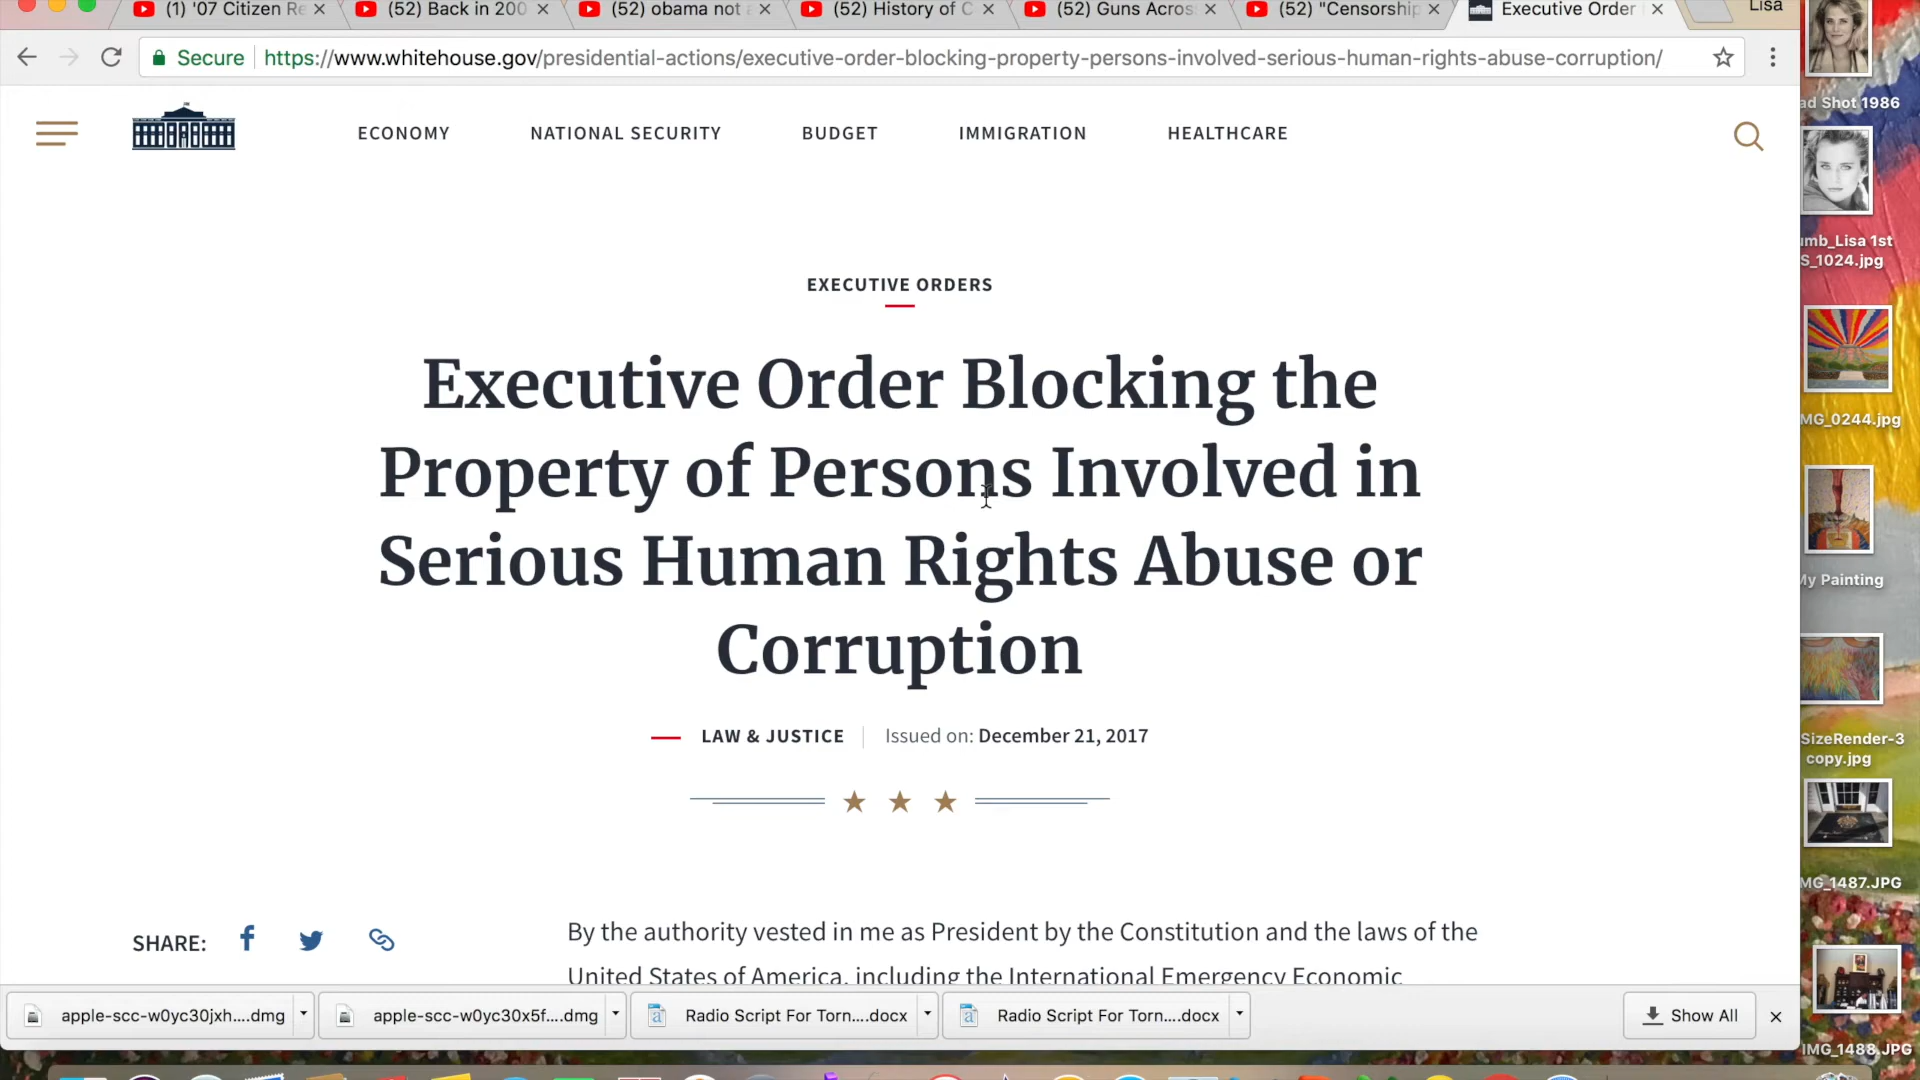 (1) '07 Citizen Re
(52) Back in 200
(52) obama not a
(52) History of C
(52) Guns Acros
(52) "Censorship
Executive Order
Lisa
Secure
https://www.whitehouse.gov/presidential-actions/executive-order-blocking-property-persons-involved-serious-human-rights-abuse-corruption/
ECONOMY
NATIONAL SECURITY
BUDGET
IMMIGRATION
HEALTHCARE
EXECUTIVE ORDERS
Executive Order Blocking the
Property of Persons Involved in
Serious Human Rights Abuse or
Corruption
LAW & JUSTICE
Issued on: December 21, 2017
SHARE:
By the authority vested in me as President by the Constitution and the laws of the
United States of America, including the International Emergency Economic
apple-scc-w0yc30jxh....dmg
apple-scc-w0yc30x5f....dmg
Radio Script For Torn....docx
Radio Script For Torn....docx
Show All
ad Shot 1986
umb_Lisa 1st
S_1024.jpg
MG_0244.jpg
My Painting
SizeRender-3
copy.jpg
MG_1487.JPG
IMG_1488.JPG